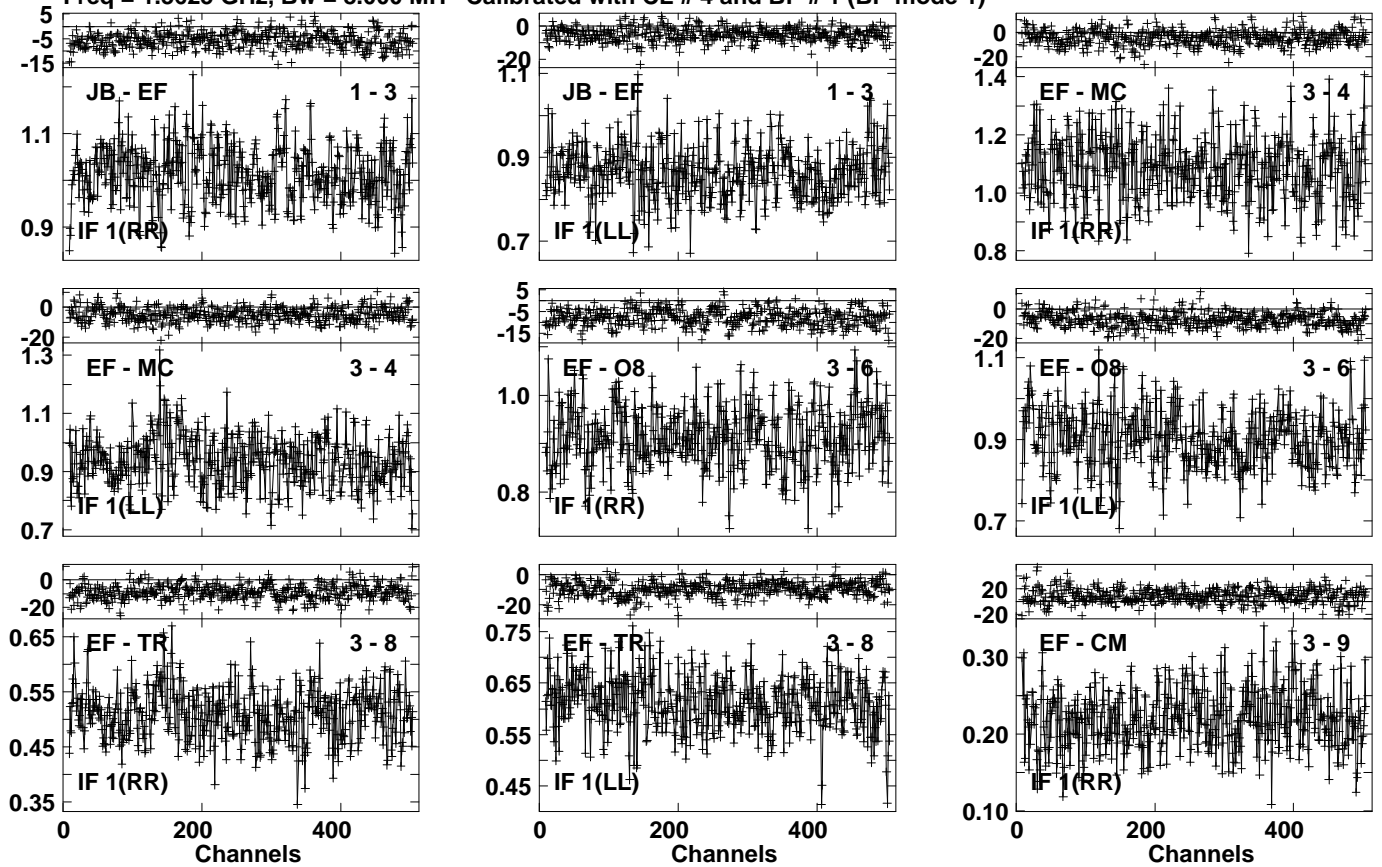 Calibrated with CL # 4 and BP # 1 (BP mode 1)
5 -5 -15
JB - EF 1 - 3
1.1 0.9
IF 1(RR)
0 -20
JB - EF 1 - 3
1.1 0.9 0.7
IF 1(LL)
0 -20
EF - MC 3 - 4
1.4 1.2 1.0 0.8
IF 1(RR)
0 -20
EF - MC 3 - 4
1.3 1.1 0.9 0.7
IF 1(LL)
5 -5 -15
EF - O8 3 - 6
1.0 0.8
IF 1(RR)
0 -20
EF - O8 3 - 6
1.1 0.9 0.7
IF 1(LL)
0 -20
EF - TR 3 - 8
0.65 0.55 0.45 0.35
IF 1(RR)
0 200 400
Channels
0 -20
EF - TR 3 - 8
0.75 0.65 0.55 0.45
IF 1(LL)
0 200 400
Channels
20 -20
EF - CM 3 - 9
0.30 0.20 0.10
IF 1(RR)
0 200 400
Channels